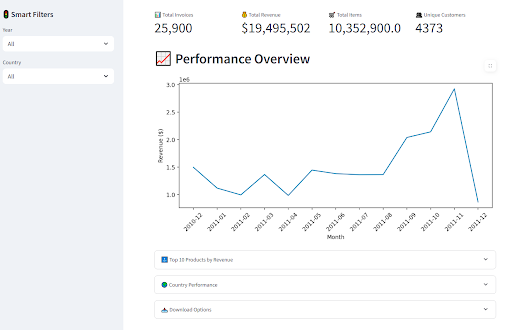 Smart Filters
Year
All
Country
All
Total Invoices
25,900
Total Revenue
$19,495,502
Total Items
10,352,900.0
Unique Customers
4373
Performance Overview
1e6
3.0
2.5
2.0
1.5
1.0
Revenue ($)
2010-12
2011-01
2011-02
2011-03
2011-04
2011-05
2011-06
2011-07
2011-08
2011-09
2011-10
2011-11
2011-12
Month
Top 10 Products by Revenue
Country Performance
Download Options